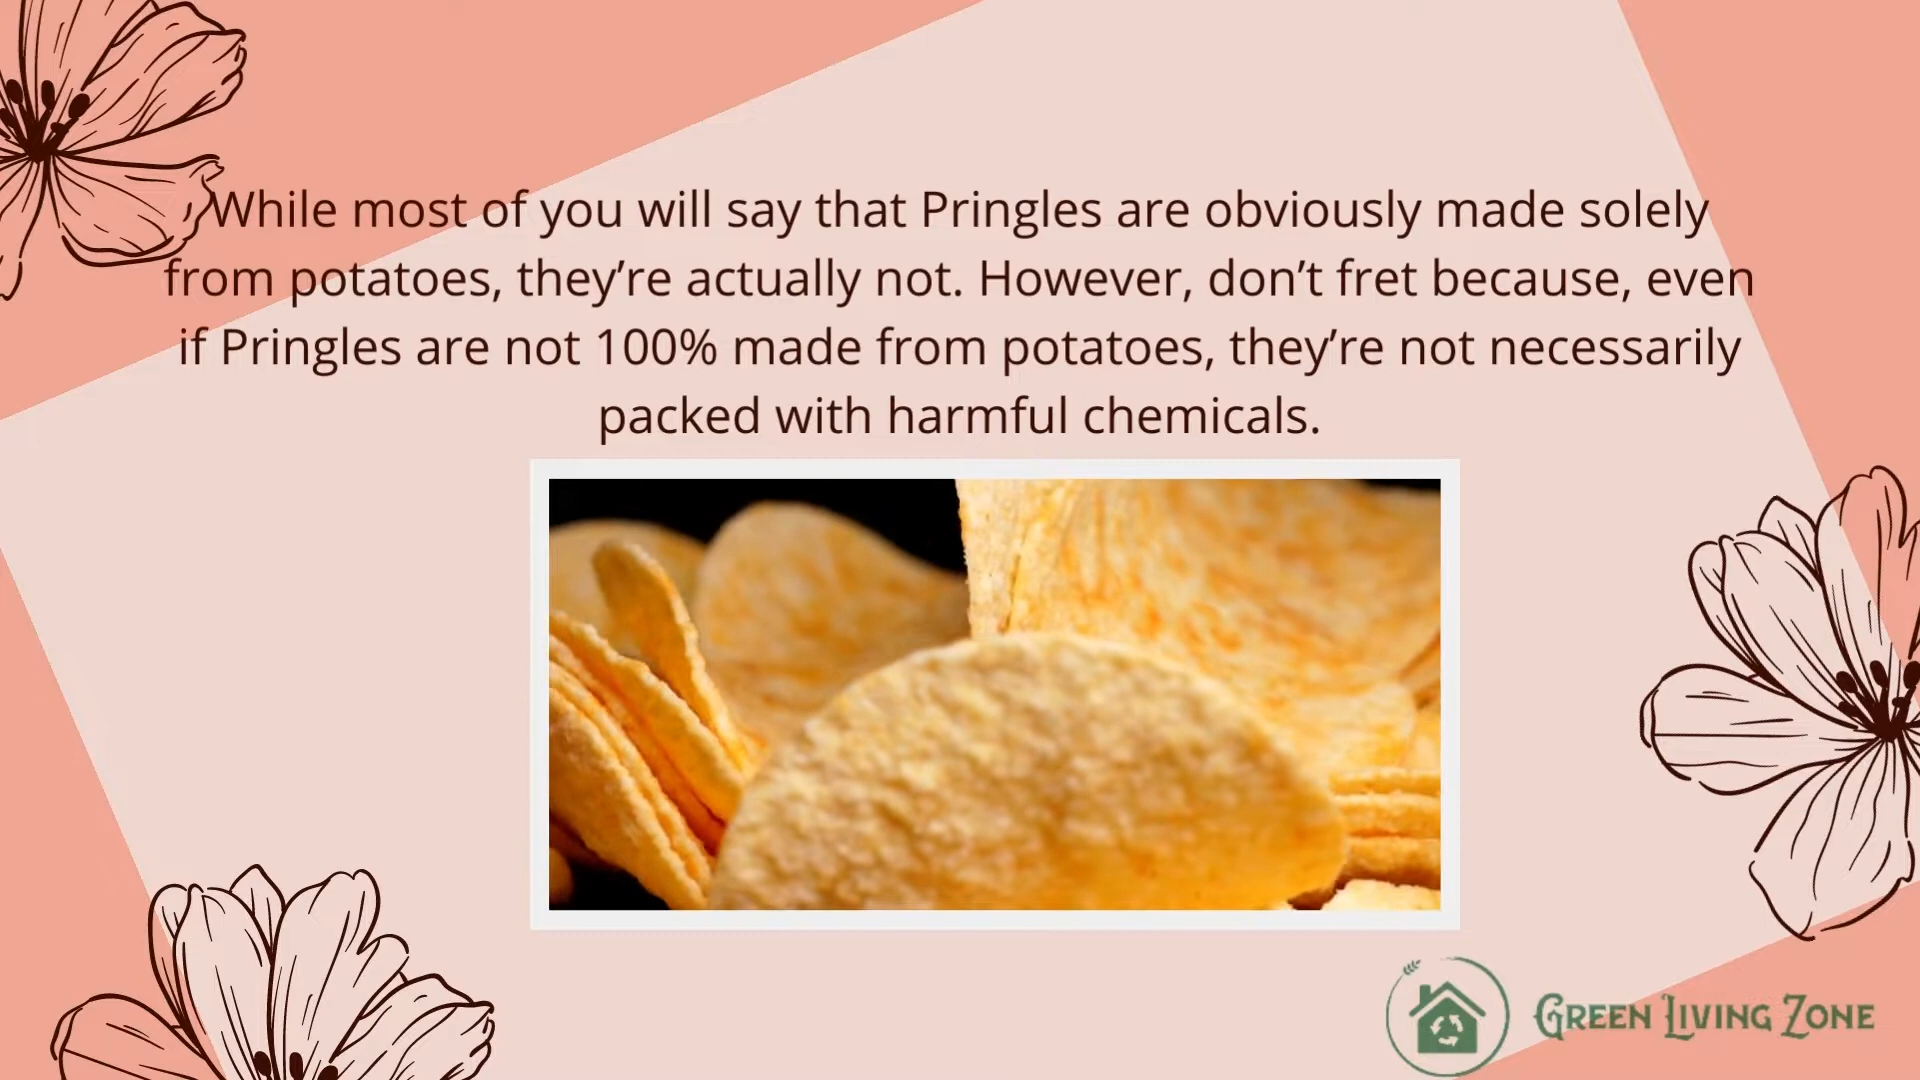 While most of you will say that Pringles are obviously made solely
from potatoes, they’re actually not. However, don’t fret because, even
if Pringles are not 100% made from potatoes, they’re not necessarily
packed with harmful chemicals.
Green Living Zone